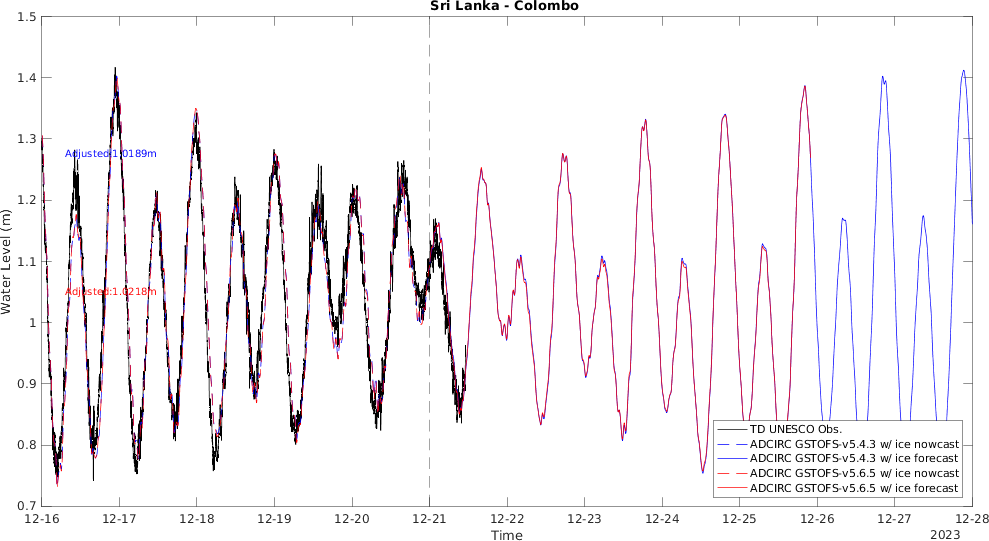 Sri Lanka - Colombo
1.5
1.4
1.3
1.2
1.1
1
0.9
0.8
0.7
Water Level (m)
Adjusted:1.0189m
Adjusted:1.0218m
TD UNESCO Obs.
ADCIRC GSTOFS-v5.4.3 w/ ice nowcast
ADCIRC GSTOFS-v5.4.3 w/ ice forecast
ADCIRC GSTOFS-v5.6.5 w/ ice nowcast
ADCIRC GSTOFS-v5.6.5 w/ ice forecast
12-16 12-17 12-18 12-19 12-20 12-21 12-22 12-23 12-24 12-25 12-26 12-27 12-28
Time
2023